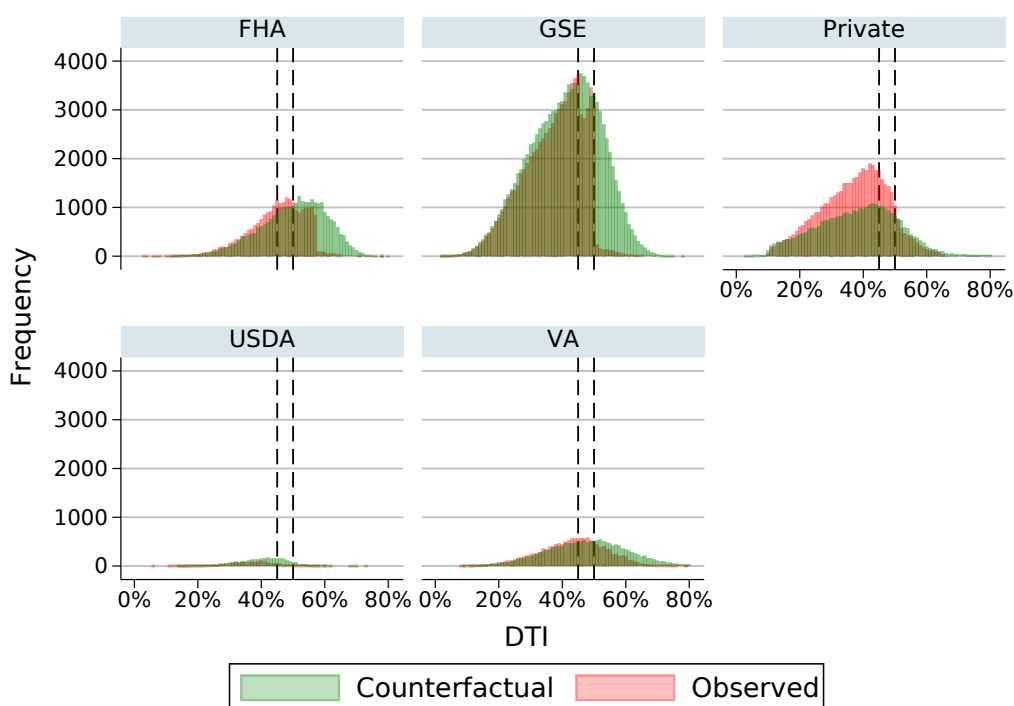 FHA GSE Private
4000
3000
2000
1000
0
0% 20% 40% 60% 80%
Frequency
USDA VA
4000
3000
2000
1000
0
0% 20% 40% 60% 80% 0% 20% 40% 60% 80%
DTI
Counterfactual Observed